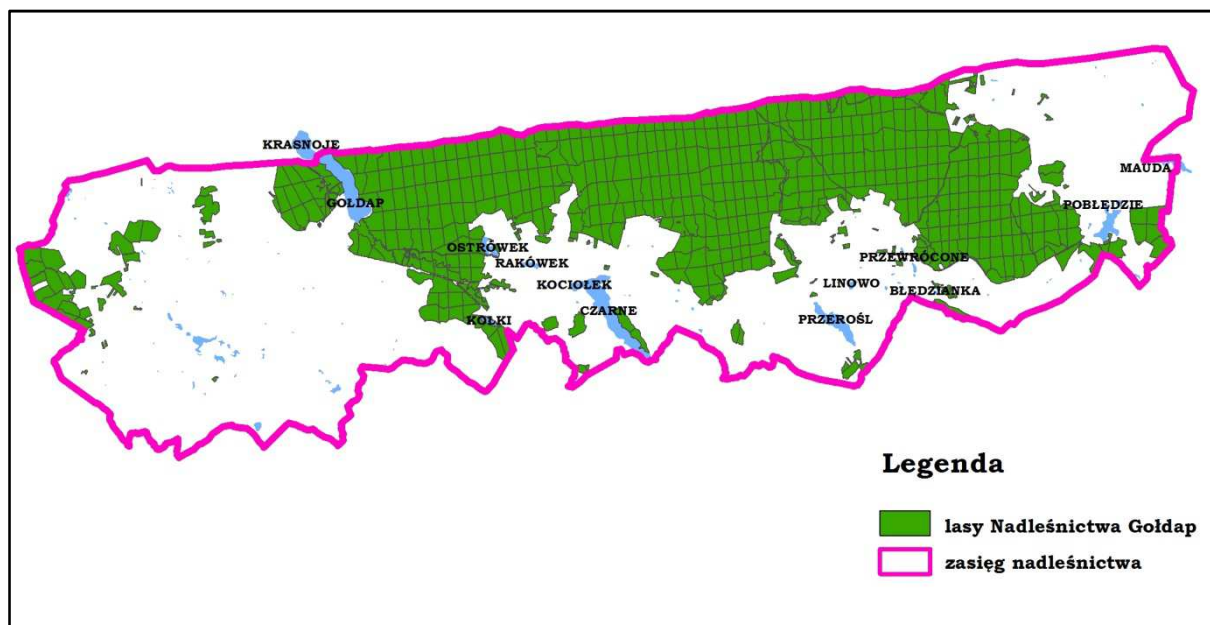 KRASNOJE
MAUDA
GOŁDAP
POBŁĘDZIE
OSTRÓWEK
RAKÓWEK
PRZEWRÓCONE
KOCIOŁEK
LINOWO
BŁĘDZIANKA
CZARNE
KOLKI
PRZEROŚL
Legenda
lasy Nadleśnictwa Gołdap
zasięg nadleśnictwa